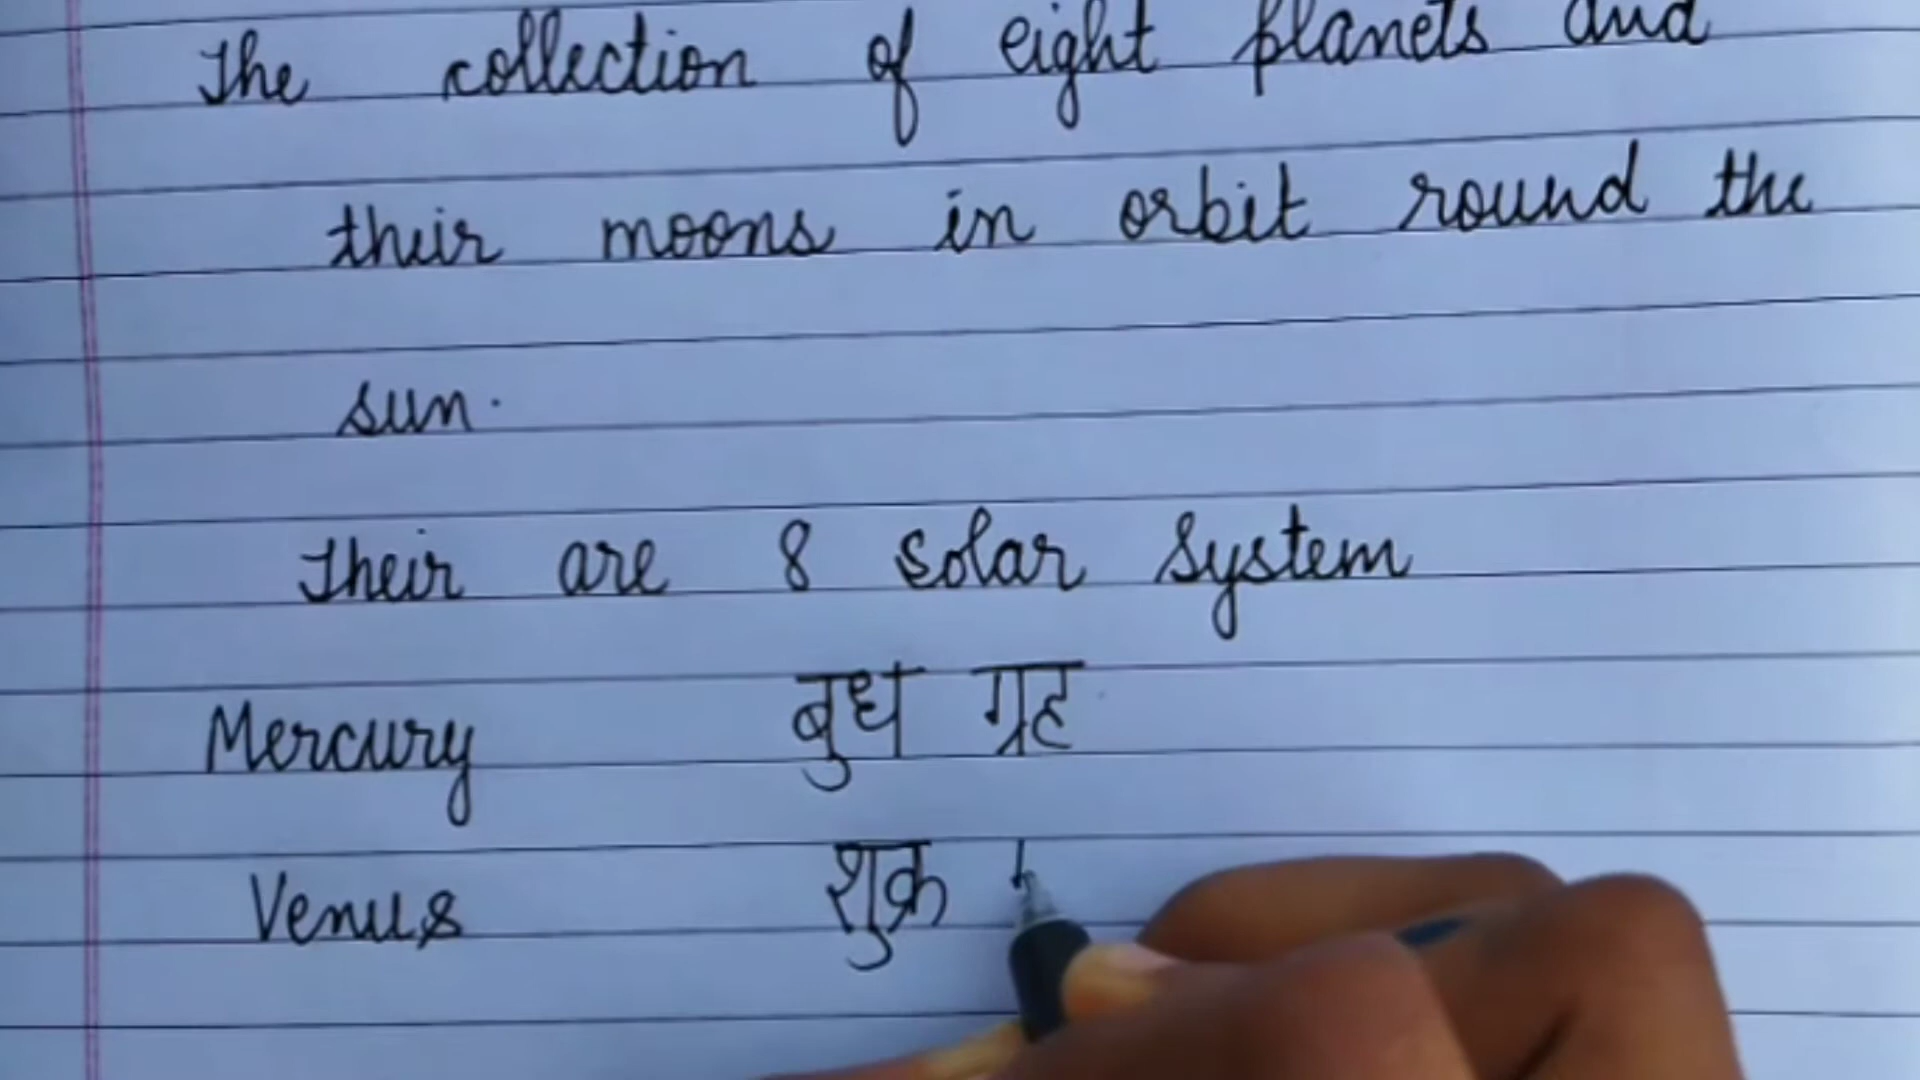 The collection of eight planets and
their moons in orbit round the
sun.
Their are 8 solar system
Mercury बुध ग्रह
Venus शुक्र